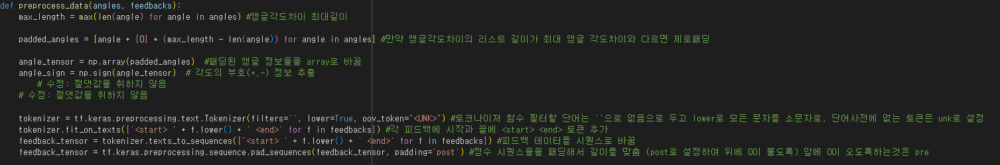 def preprocess_data(angles, feedbacks):
max_length = max(len(angle) for angle in angles) #앵글각도차이 최대길이
padded_angles = [angle + [0] * (max_length - len(angle)) for angle in angles] #만약 앵글각도차이의 리스트 길이가 최대 앵글 각도차이와 다르면 제로패딩
angle_tensor = np.array(padded_angles) #패딩된 앵글 정보들을 array로 바꿈
angle_sign = np.sign(angle_tensor) # 각도의 부호(+,-) 정보 추출
# 수정: 절댓값을 취하지 않음
# 수정: 절댓값을 취하지 않음
tokenizer = tf.keras.preprocessing.text.Tokenizer(filters='', lower=True, oov_token="<UNK>") #토크나이저 함수 필터할 단어는 ''으로 없음으로 두고 lower로 모든 문자를 소문자로, 단어사전에 없는 토큰은 unk로 설정
tokenizer.fit_on_texts(['<start> ' + f.lower() + ' <end>' for f in feedbacks]) #각 피드백에 시작과 끝에 <start> <end> 토큰 추가
feedback_tensor = tokenizer.texts_to_sequences(['<start> ' + f.lower() + ' <end>' for f in feedbacks]) #피드백 데이터를 시퀀스로 바꿈
feedback_tensor = tf.keras.preprocessing.sequence.pad_sequences(feedback_tensor, padding='post') #정수 시퀀스들을 패딩해서 길이를 맞춤 (post로 설정하여 뒤에 0이 붙도록) 앞에 0이 오도록하는것은 pre